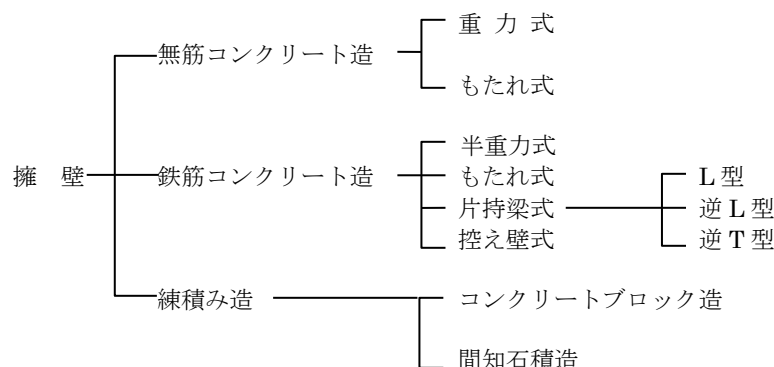 擁 壁
無筋コンクリート造
重 力 式
もたれ式
鉄筋コンクリート造
半重力式
もたれ式
片持梁式
L型
逆L型
逆T型
控え壁式
練積み造
コンクリートブロック造
間知石積造